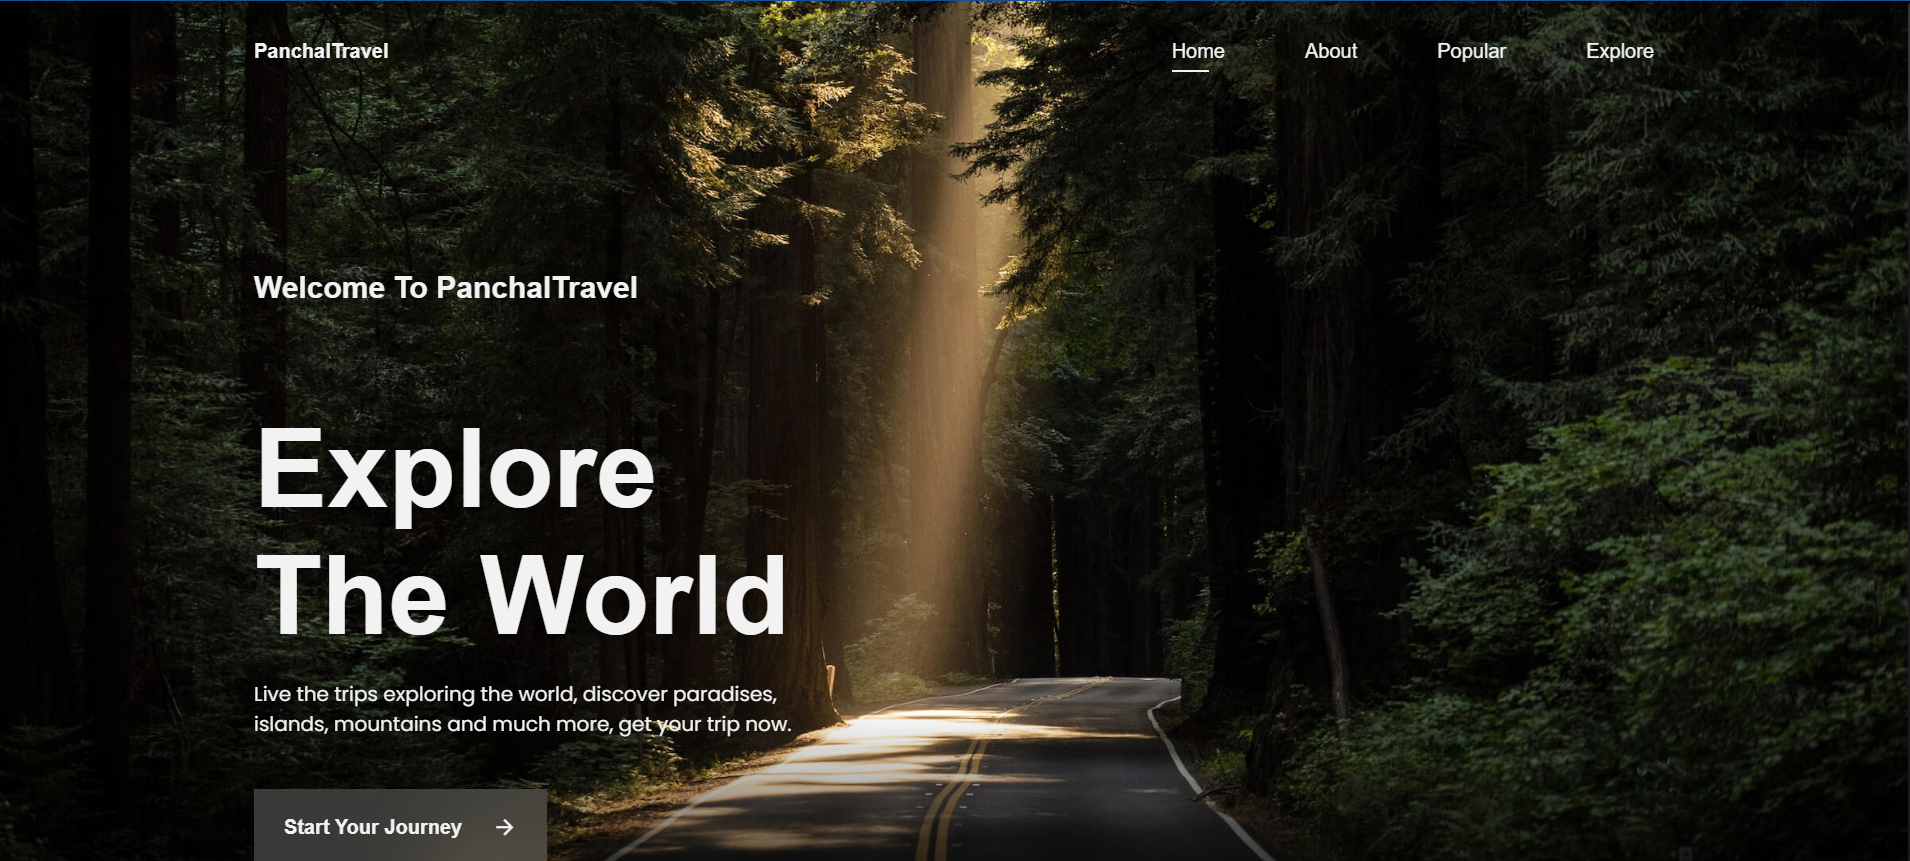 PanchalTravel
Home About Popular Explore
Welcome To PanchalTravel
Explore
The World
Live the trips exploring the world, discover paradises,
islands, mountains and much more, get your trip now.
Start Your Journey →